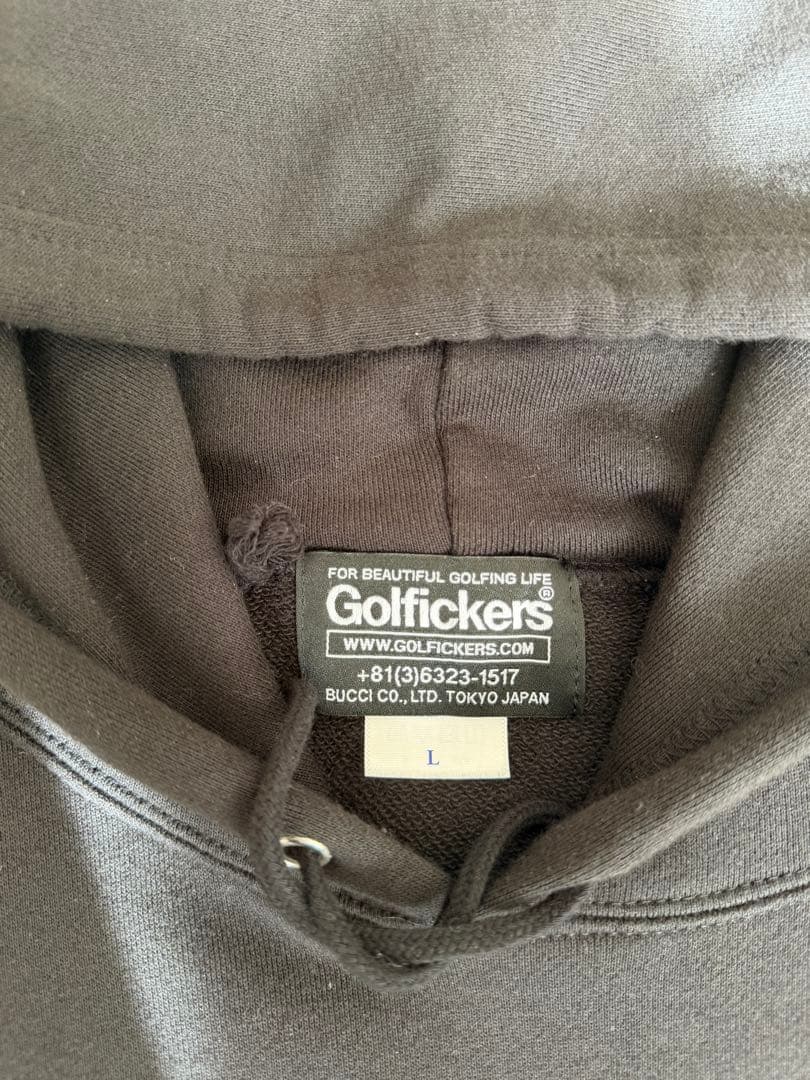 FOR BEAUTIFUL GOLFING LIFE
Golfickers®
WWW.GOLFICKERS.COM
+81(3)6323-1517
BUCCI CO., LTD. TOKYO JAPAN
L